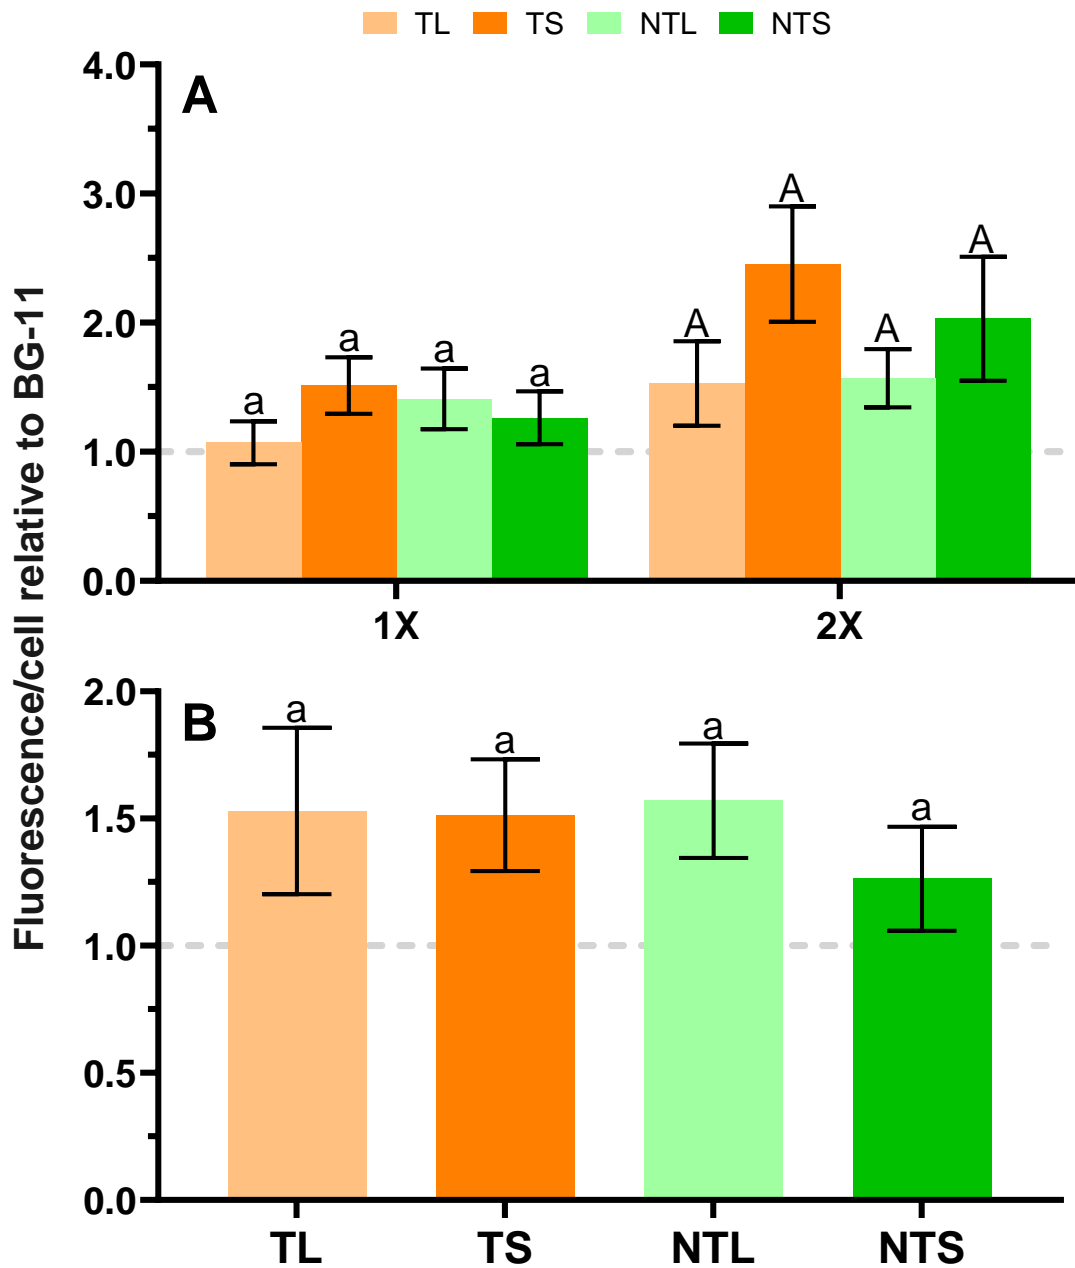 TL TS NTL NTS
Fluorescence/cell relative to BG-11
A
4.0
3.0
2.0
1.0
0.0
a a a a A A A A
1X 2X
B
2.0
1.5
1.0
0.5
0.0
a a a a
TL TS NTL NTS